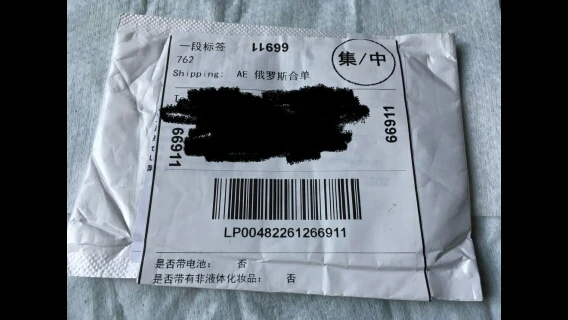 一段标签
66911
集/中
762
Shipping: AE 俄罗斯合单
66911
66911
LP00482261266911
是否带电池: 否
是否带有非液体化妆品: 否